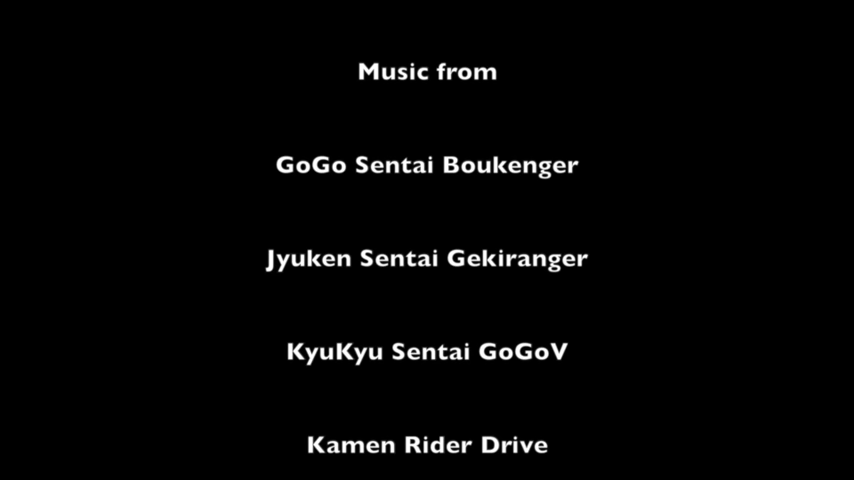 Music from
GoGo Sentai Boukenger
Jyuken Sentai Gekiranger
KyuKyu Sentai GoGoV
Kamen Rider Drive